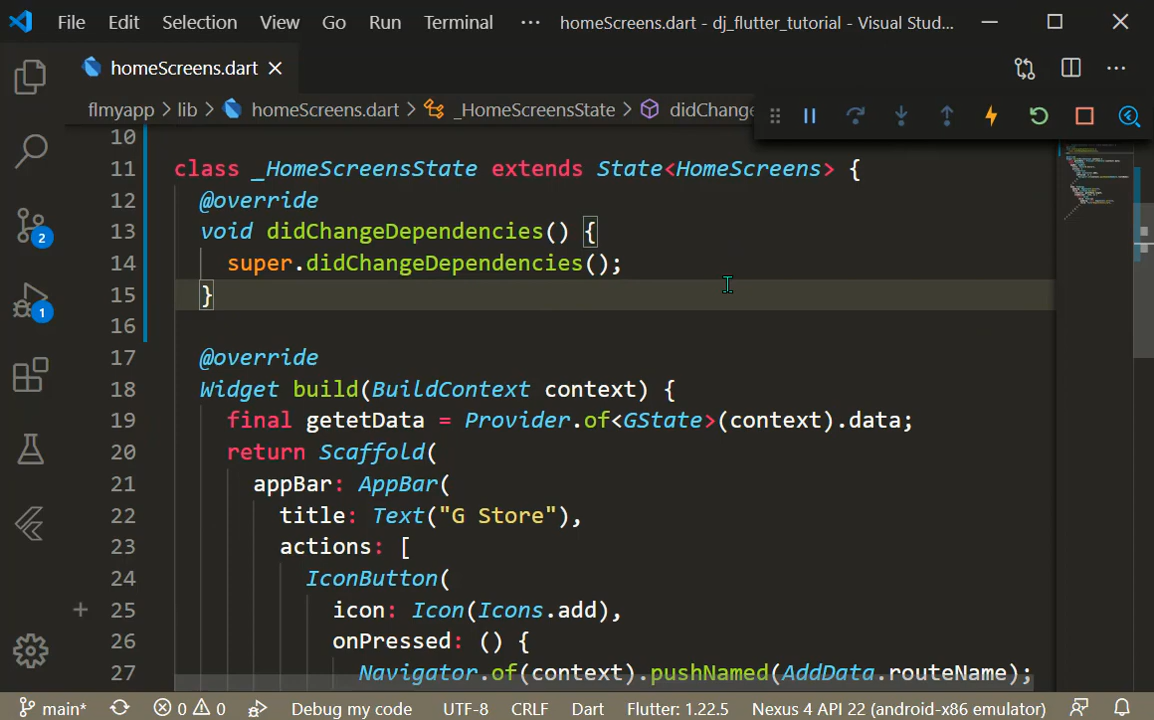 File Edit Selection View Go Run Terminal ··· homeScreens.dart - dj_flutter_tutorial - Visual Stud...
homeScreens.dart
flmyapp > lib > homeScreens.dart > _HomeScreensState > didChange
10
11 class _HomeScreensState extends State<HomeScreens> {
12 @override
13 void didChangeDependencies() {
14 super.didChangeDependencies();
15 }
16
17 @override
18 Widget build(BuildContext context) {
19 final getetData = Provider.of<GState>(context).data;
20 return Scaffold(
21 appBar: AppBar(
22 title: Text("G Store"),
23 actions: [
24 IconButton(
25 icon: Icon(Icons.add),
26 onPressed: () {
27 Navigator.of(context).pushNamed(AddData.routeName);
2
1
main* 0 0 Debug my code UTF-8 CRLF Dart Flutter: 1.22.5 Nexus 4 API 22 (android-x86 emulator)